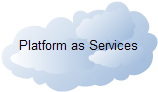 Platform as Services